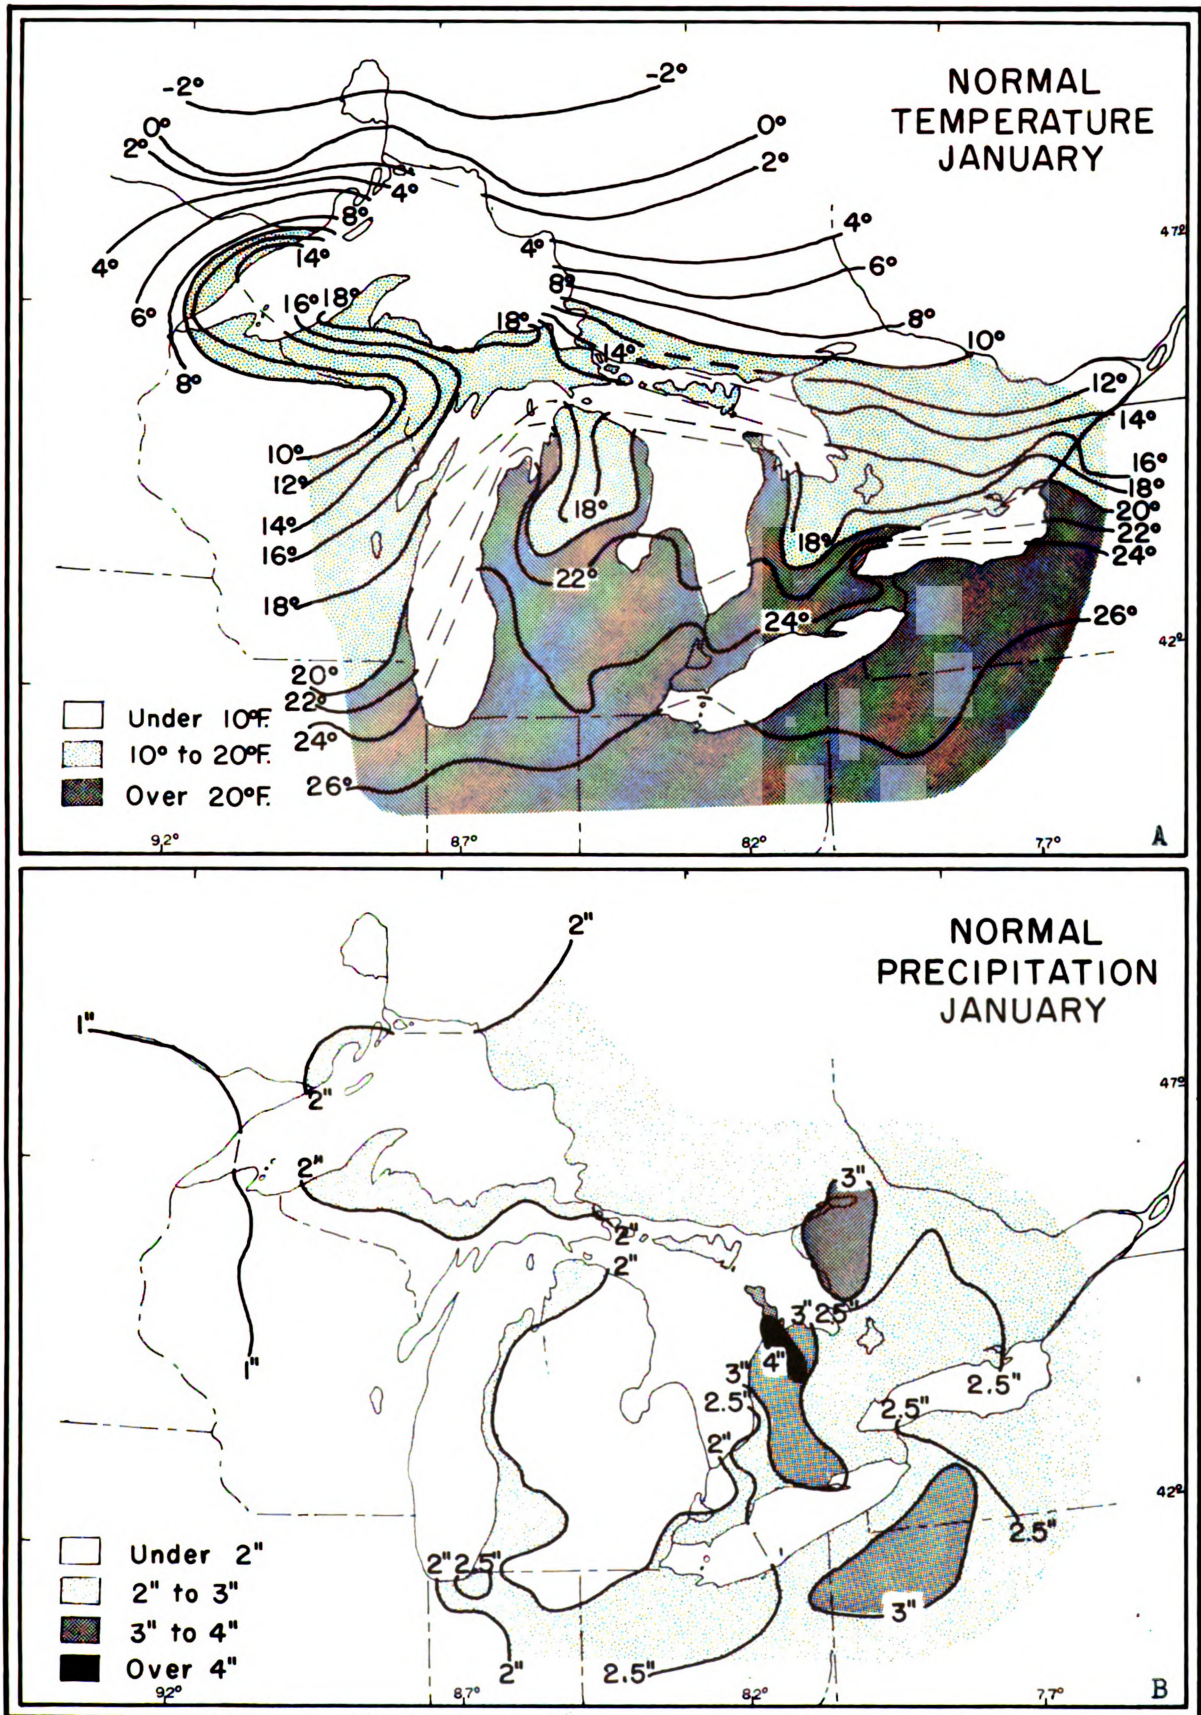 NORMAL
TEMPERATURE
JANUARY
-2° -2°
0° 0°
2° 2°
4° 4°
8° 4°
47°
4° 14° 6°
6° 16° 18° 8° 8°
18° 10°
8° 14°
12°
14°
10° 16°
12° 18°
14° 18° 20°
16° 18° 22°
24°
18° 22°
24° 26°
42°
20°
22°
24°
26°
Under 10°F.
10° to 20°F.
Over 20°F.
92° 87° 82° 77°
A
NORMAL
PRECIPITATION
JANUARY
2"
1"
47°
2"
2" 3"
2"
2"
3" 2.5"
1" 4"
3" 2.5"
2.5" 2.5"
2"
42°
2.5"
2" 2.5"
3"
2" 2.5"
Under 2"
2" to 3"
3" to 4"
Over 4"
92° 87° 82° 77°
B